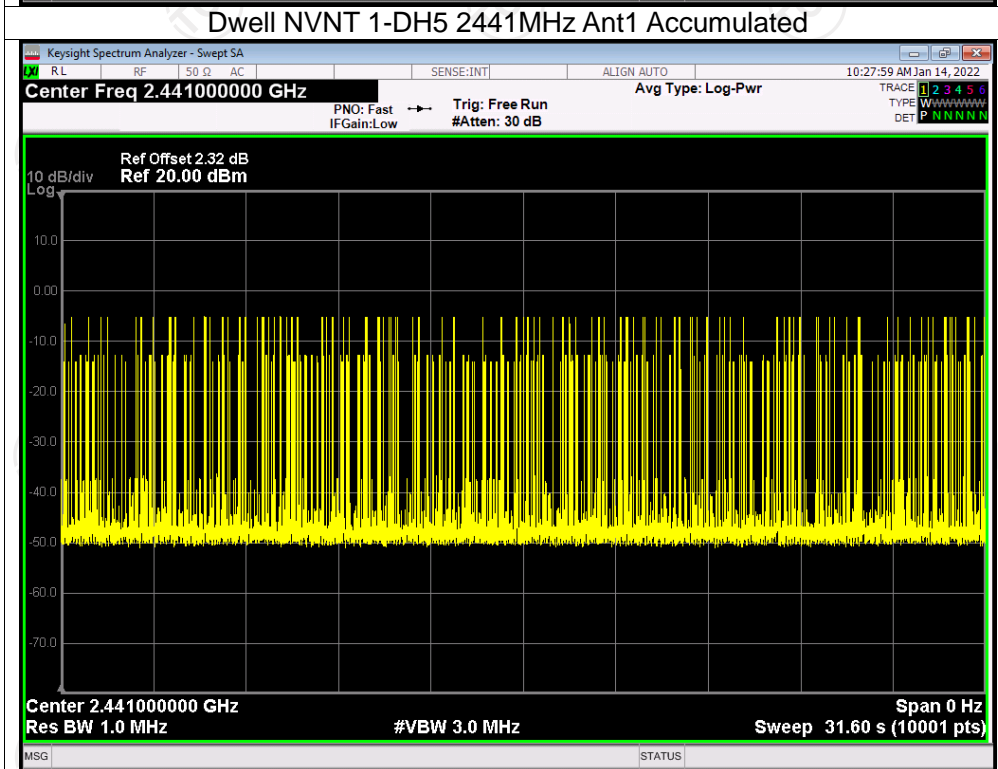 Dwell NVNT 1-DH5 2441MHz Ant1 Accumulated
Keysight Spectrum Analyzer - Swept SA
LXI RL RF 50 Ω AC SENSE:INT ALIGN AUTO 10:27:59 AM Jan 14, 2022
Center Freq 2.441000000 GHz Avg Type: Log-Pwr TRACE 1 2 3 4 5 6
PNO: Fast Trig: Free Run TYPE WWWWWW
IFGain:Low #Atten: 30 dB DET P N N N N N
Ref Offset 2.32 dB
10 dB/div Ref 20.00 dBm
Log
10.0
0.00
-10.0
-20.0
-30.0
-40.0
-50.0
-60.0
-70.0
Center 2.441000000 GHz Span 0 Hz
Res BW 1.0 MHz #VBW 3.0 MHz Sweep 31.60 s (10001 pts)
MSG STATUS